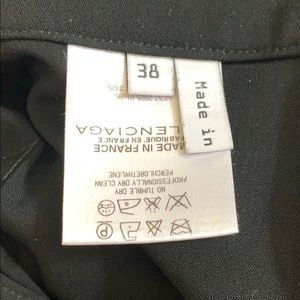 38
Made in
LENCIAGA
FABRIQUE EN FRANCE
MADE IN FRANCE
PERCHLORETHYLENE
PROFESSIONALLY DRY CLEAN
NO TUMBLE DRY
P